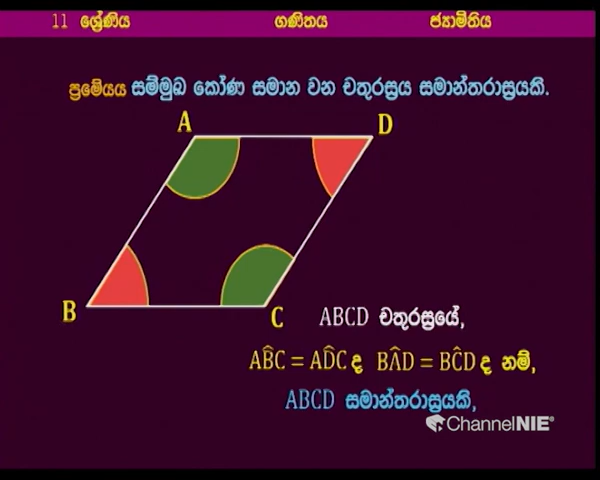 11 ශ්‍රේණිය ගණිතය ජ්‍යාමිතිය
ප්‍රමේයය සම්මුඛ කෝණ සමාන වන චතුරස්‍රය සමාන්තරාස්‍රයකි.
A D
B C
ABCD චතුරස්‍රයේ,
AB̂C = AD̂C ද BÂD = BĈD ද නම්,
ABCD සමාන්තරාස්‍රයකි,
ChannelNIE